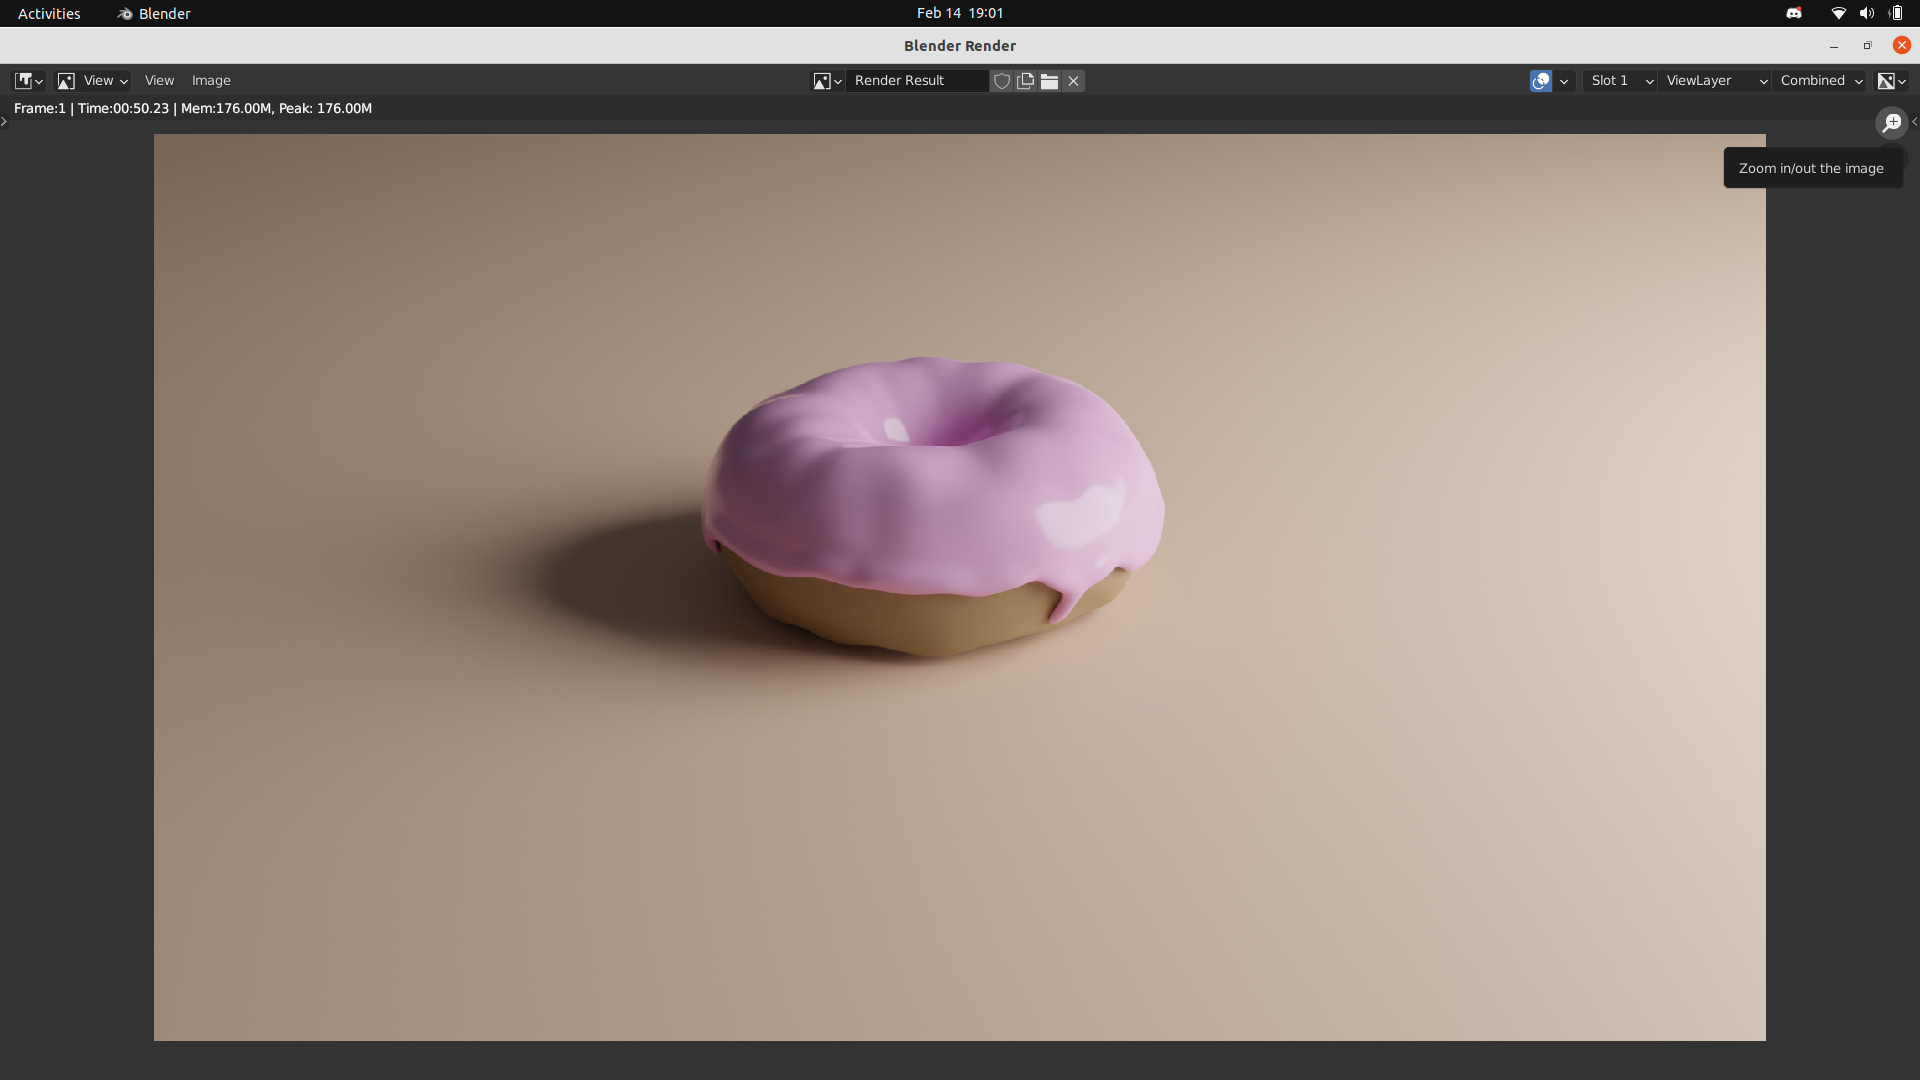 Activities Blender Feb 14 19:01
Blender Render
View View Image Render Result Slot 1 ViewLayer Combined
Frame:1 | Time:00:50.23 | Mem:176.00M, Peak: 176.00M
Zoom in/out the image